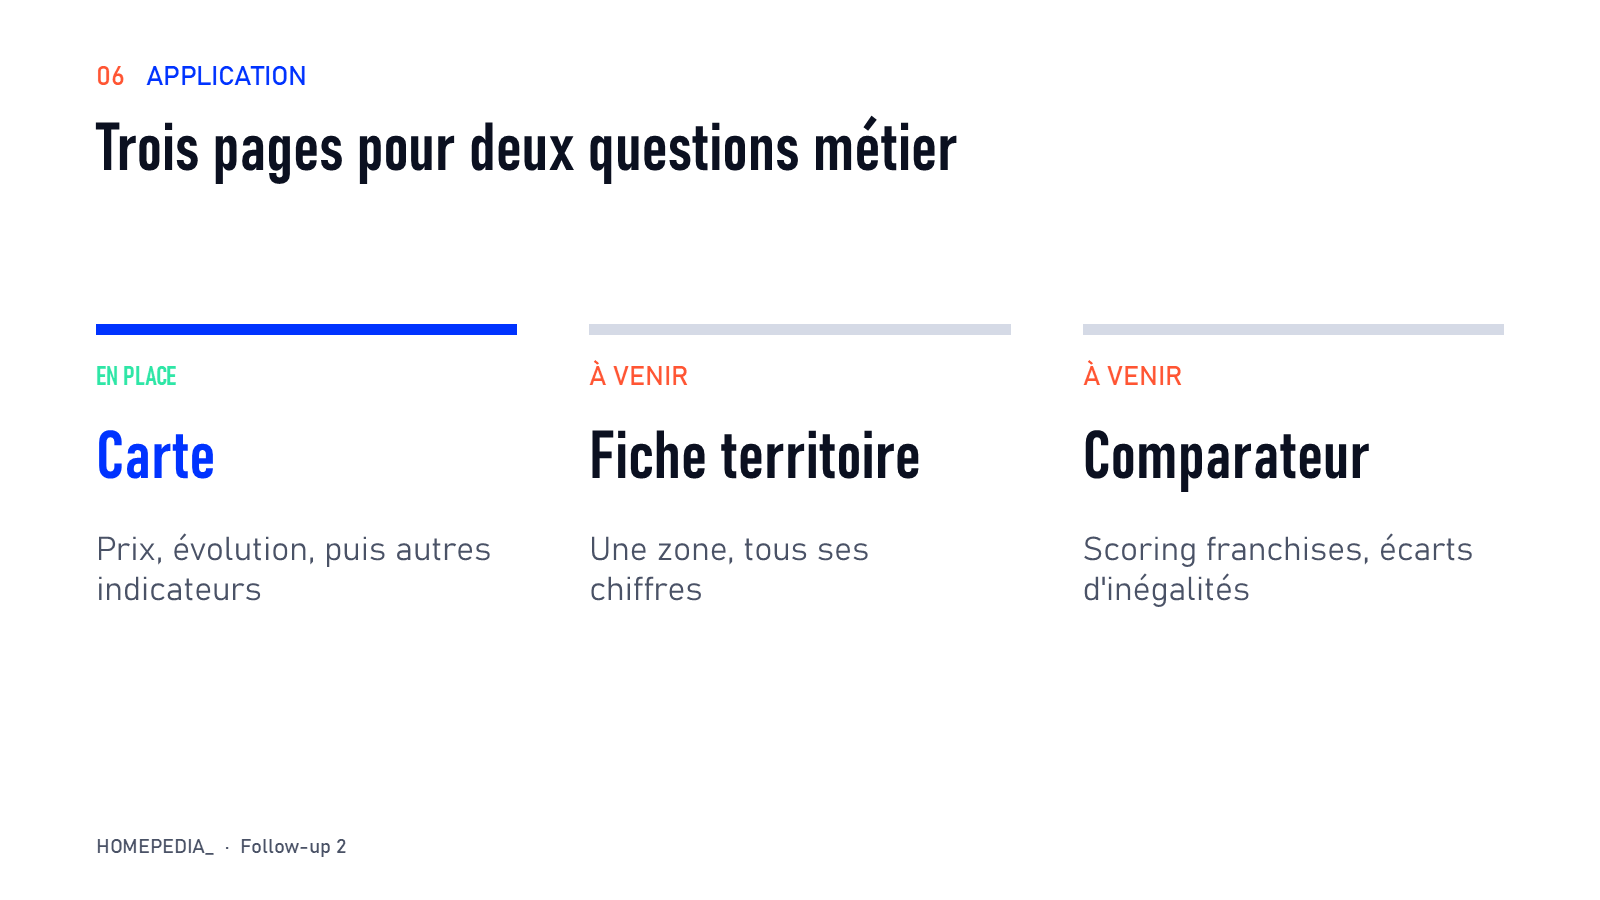 06 APPLICATION
Trois pages pour deux questions métier
EN PLACE
Carte
Prix, évolution, puis autres
indicateurs
À VENIR
Fiche territoire
Une zone, tous ses
chiffres
À VENIR
Comparateur
Scoring franchises, écarts
d'inégalités
HOMEPEDIA_ · Follow-up 2